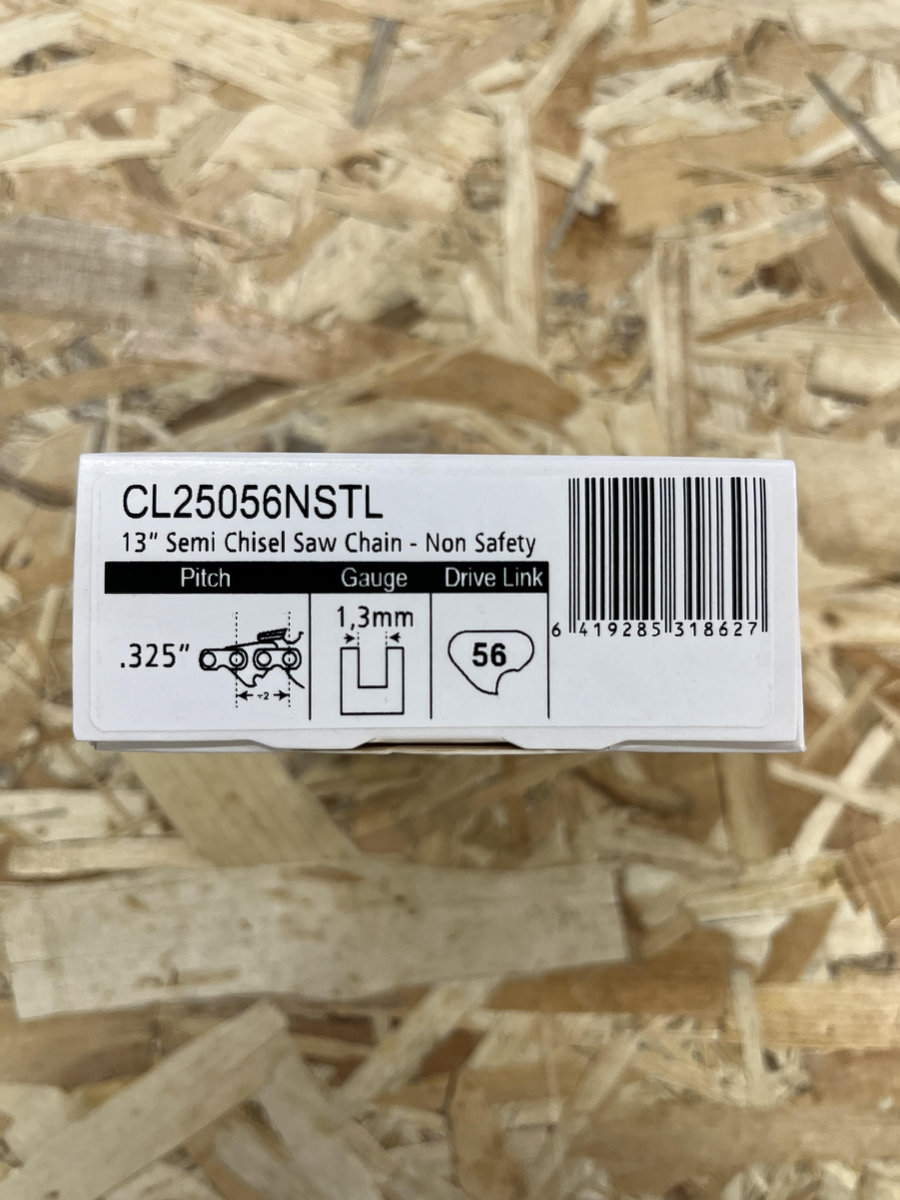 CL25056NSTL
13" Semi Chisel Saw Chain - Non Safety
Pitch Gauge Drive Link
.325" 1,3mm 56
÷2
6 419285 318627